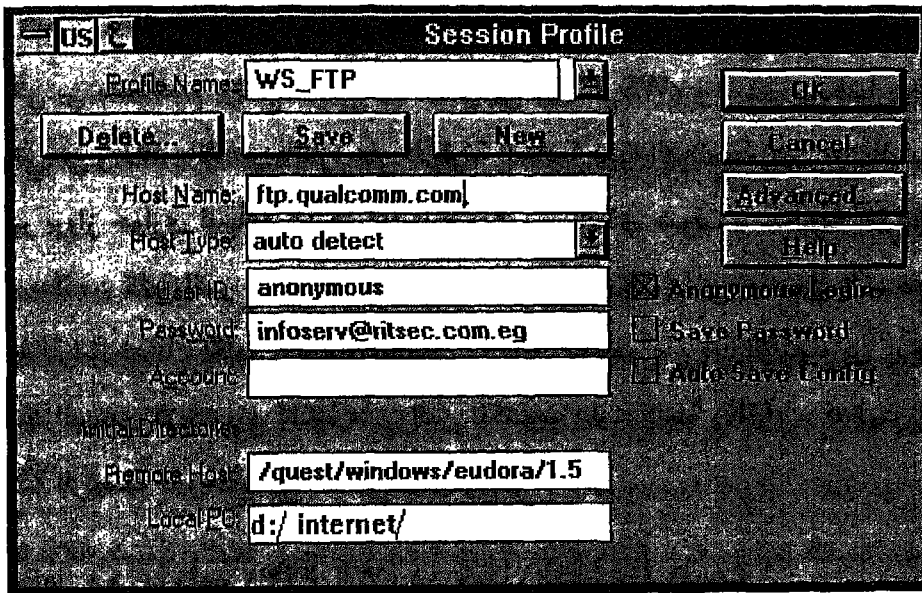 Session Profile
Profile Name: WS_FTP
OK
Delete... Save New
Cancel
Host Name: ftp.qualcomm.com
Advanced...
Host Type: auto detect
Help
User ID: anonymous
Anonymous Login
Password: infoserv@ritsec.com.eg
Save Password
Account:
Auto Save Config
Initial Directories
Remote Host: /quest/windows/eudora/1.5
Local PC: d:/ internet/